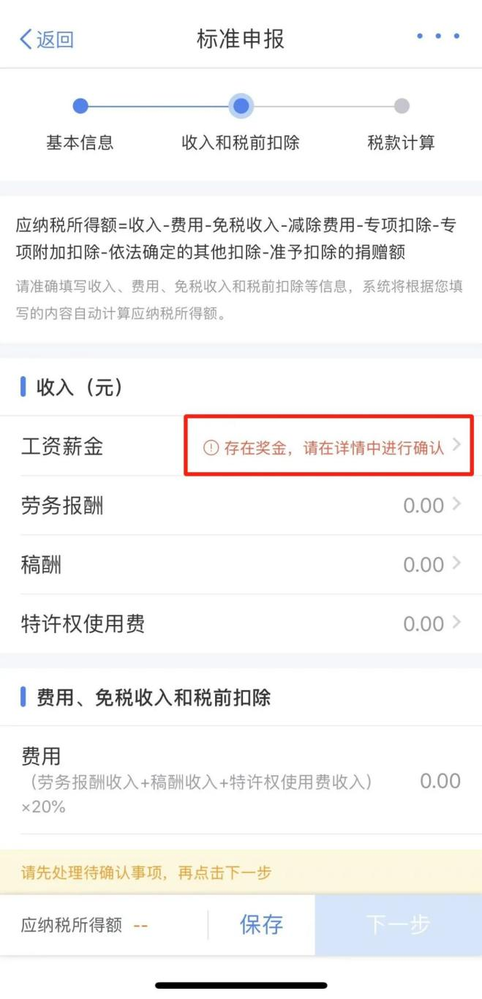 返回
标准申报
基本信息
收入和税前扣除
税款计算
应纳税所得额=收入-费用-免税收入-减除费用-专项扣除-专
项附加扣除-依法确定的其他扣除-准予扣除的捐赠额
请准确填写收入、费用、免税收入和税前扣除等信息，系统将根据您填
写的内容自动计算应纳税所得额。
收入（元）
工资薪金
存在奖金，请在详情中进行确认
劳务报酬
0.00
稿酬
0.00
特许权使用费
0.00
费用、免税收入和税前扣除
费用
（劳务报酬收入+稿酬收入+特许权使用费收入）
×20%
0.00
请先处理待确认事项，再点击下一步
应纳税所得额 --
保存
下一步